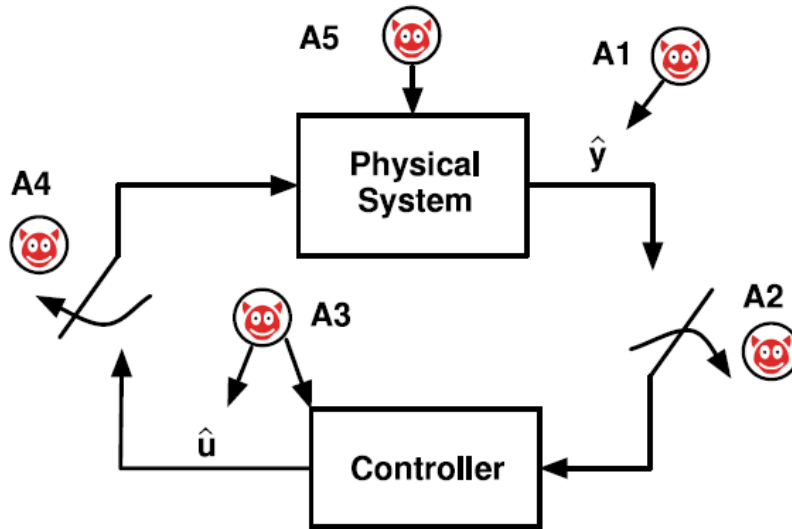 A5
A1
Physical
System
ŷ
A4
A2
A3
û
Controller